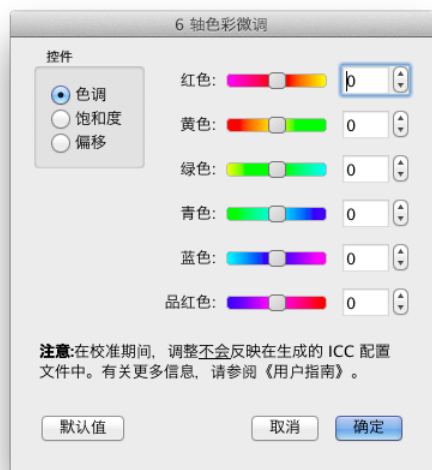 6 轴色彩微调
控件
色调
饱和度
偏移
红色: 0
黄色: 0
绿色: 0
青色: 0
蓝色: 0
品红色: 0
注意:在校准期间，调整不会反映在生成的 ICC 配置
文件中。有关更多信息，请参阅《用户指南》。
默认值 取消 确定